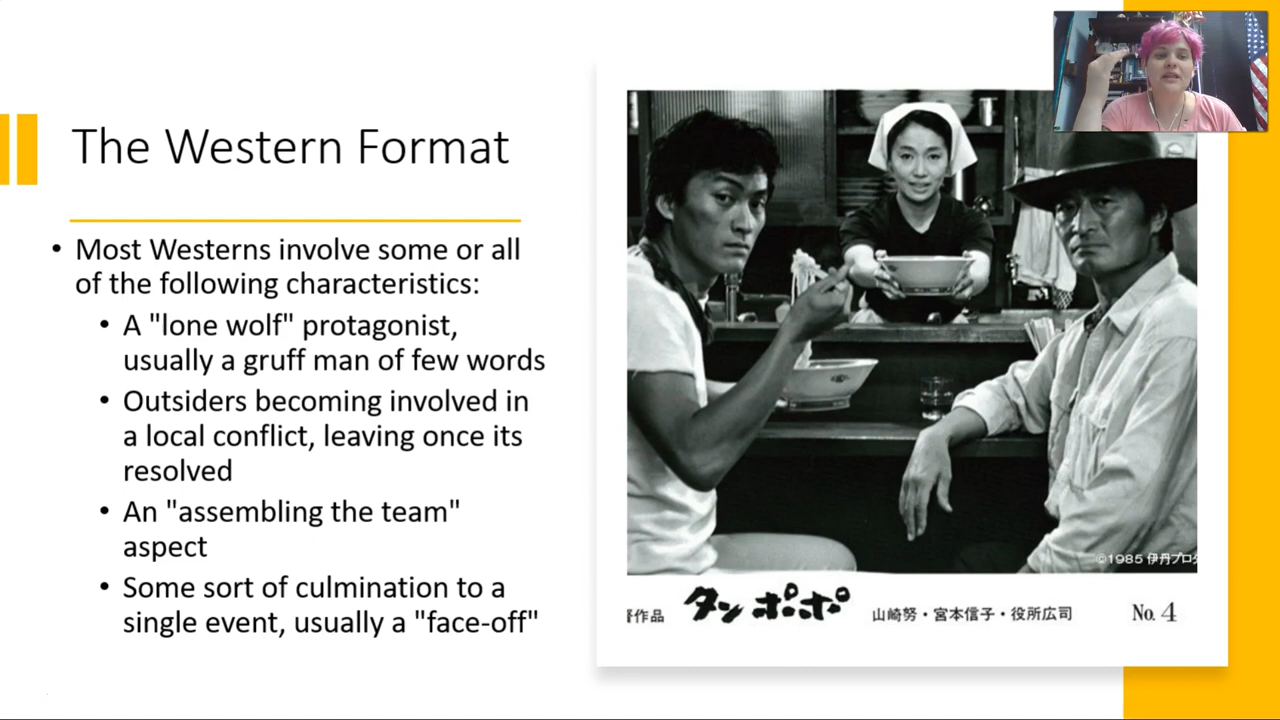 The Western Format
• Most Westerns involve some or all
of the following characteristics:
• A "lone wolf" protagonist,
usually a gruff man of few words
• Outsiders becoming involved in
a local conflict, leaving once its
resolved
• An "assembling the team"
aspect
• Some sort of culmination to a
single event, usually a "face-off"
©1985 伊丹プロ
作品 タンポポ 山崎努・宮本信子・役所広司 No. 4